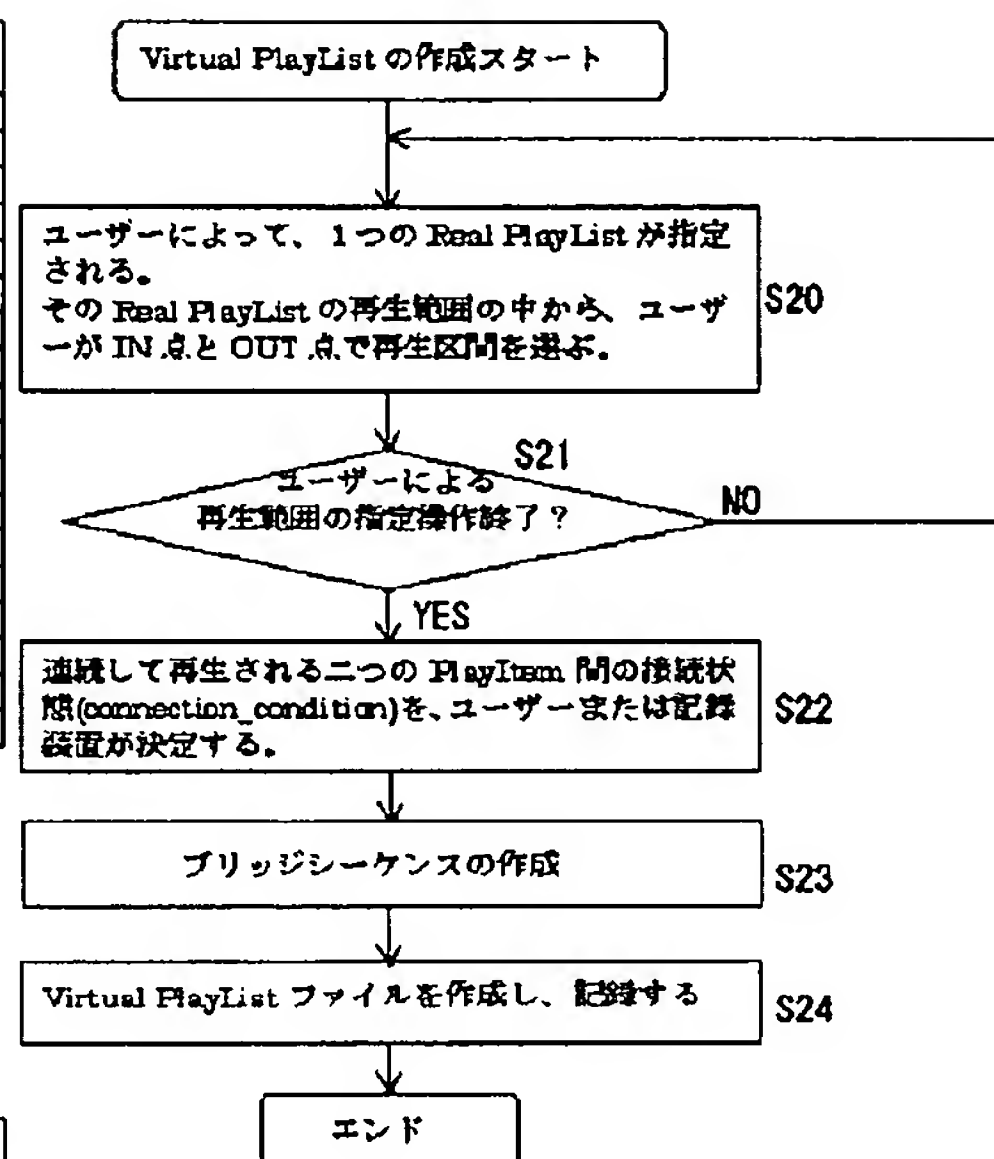 Virtual PlayList の作成スタート
ユーザーによって、1つの Real PlayList が指定
される。
その Real PlayList の再生範囲の中から、ユーザ
ーが IN 点と OUT 点で再生区間を選ぶ。
S20
S21
ユーザーによる
再生範囲の指定操作終了？
NO
YES
連続して再生される二つの PlayItem 間の接続状
態(connection_condition)を、ユーザーまたは記録
装置が決定する。
S22
ブリッジシーケンスの作成
S23
Virtual PlayList ファイルを作成し、記録する
S24
エンド